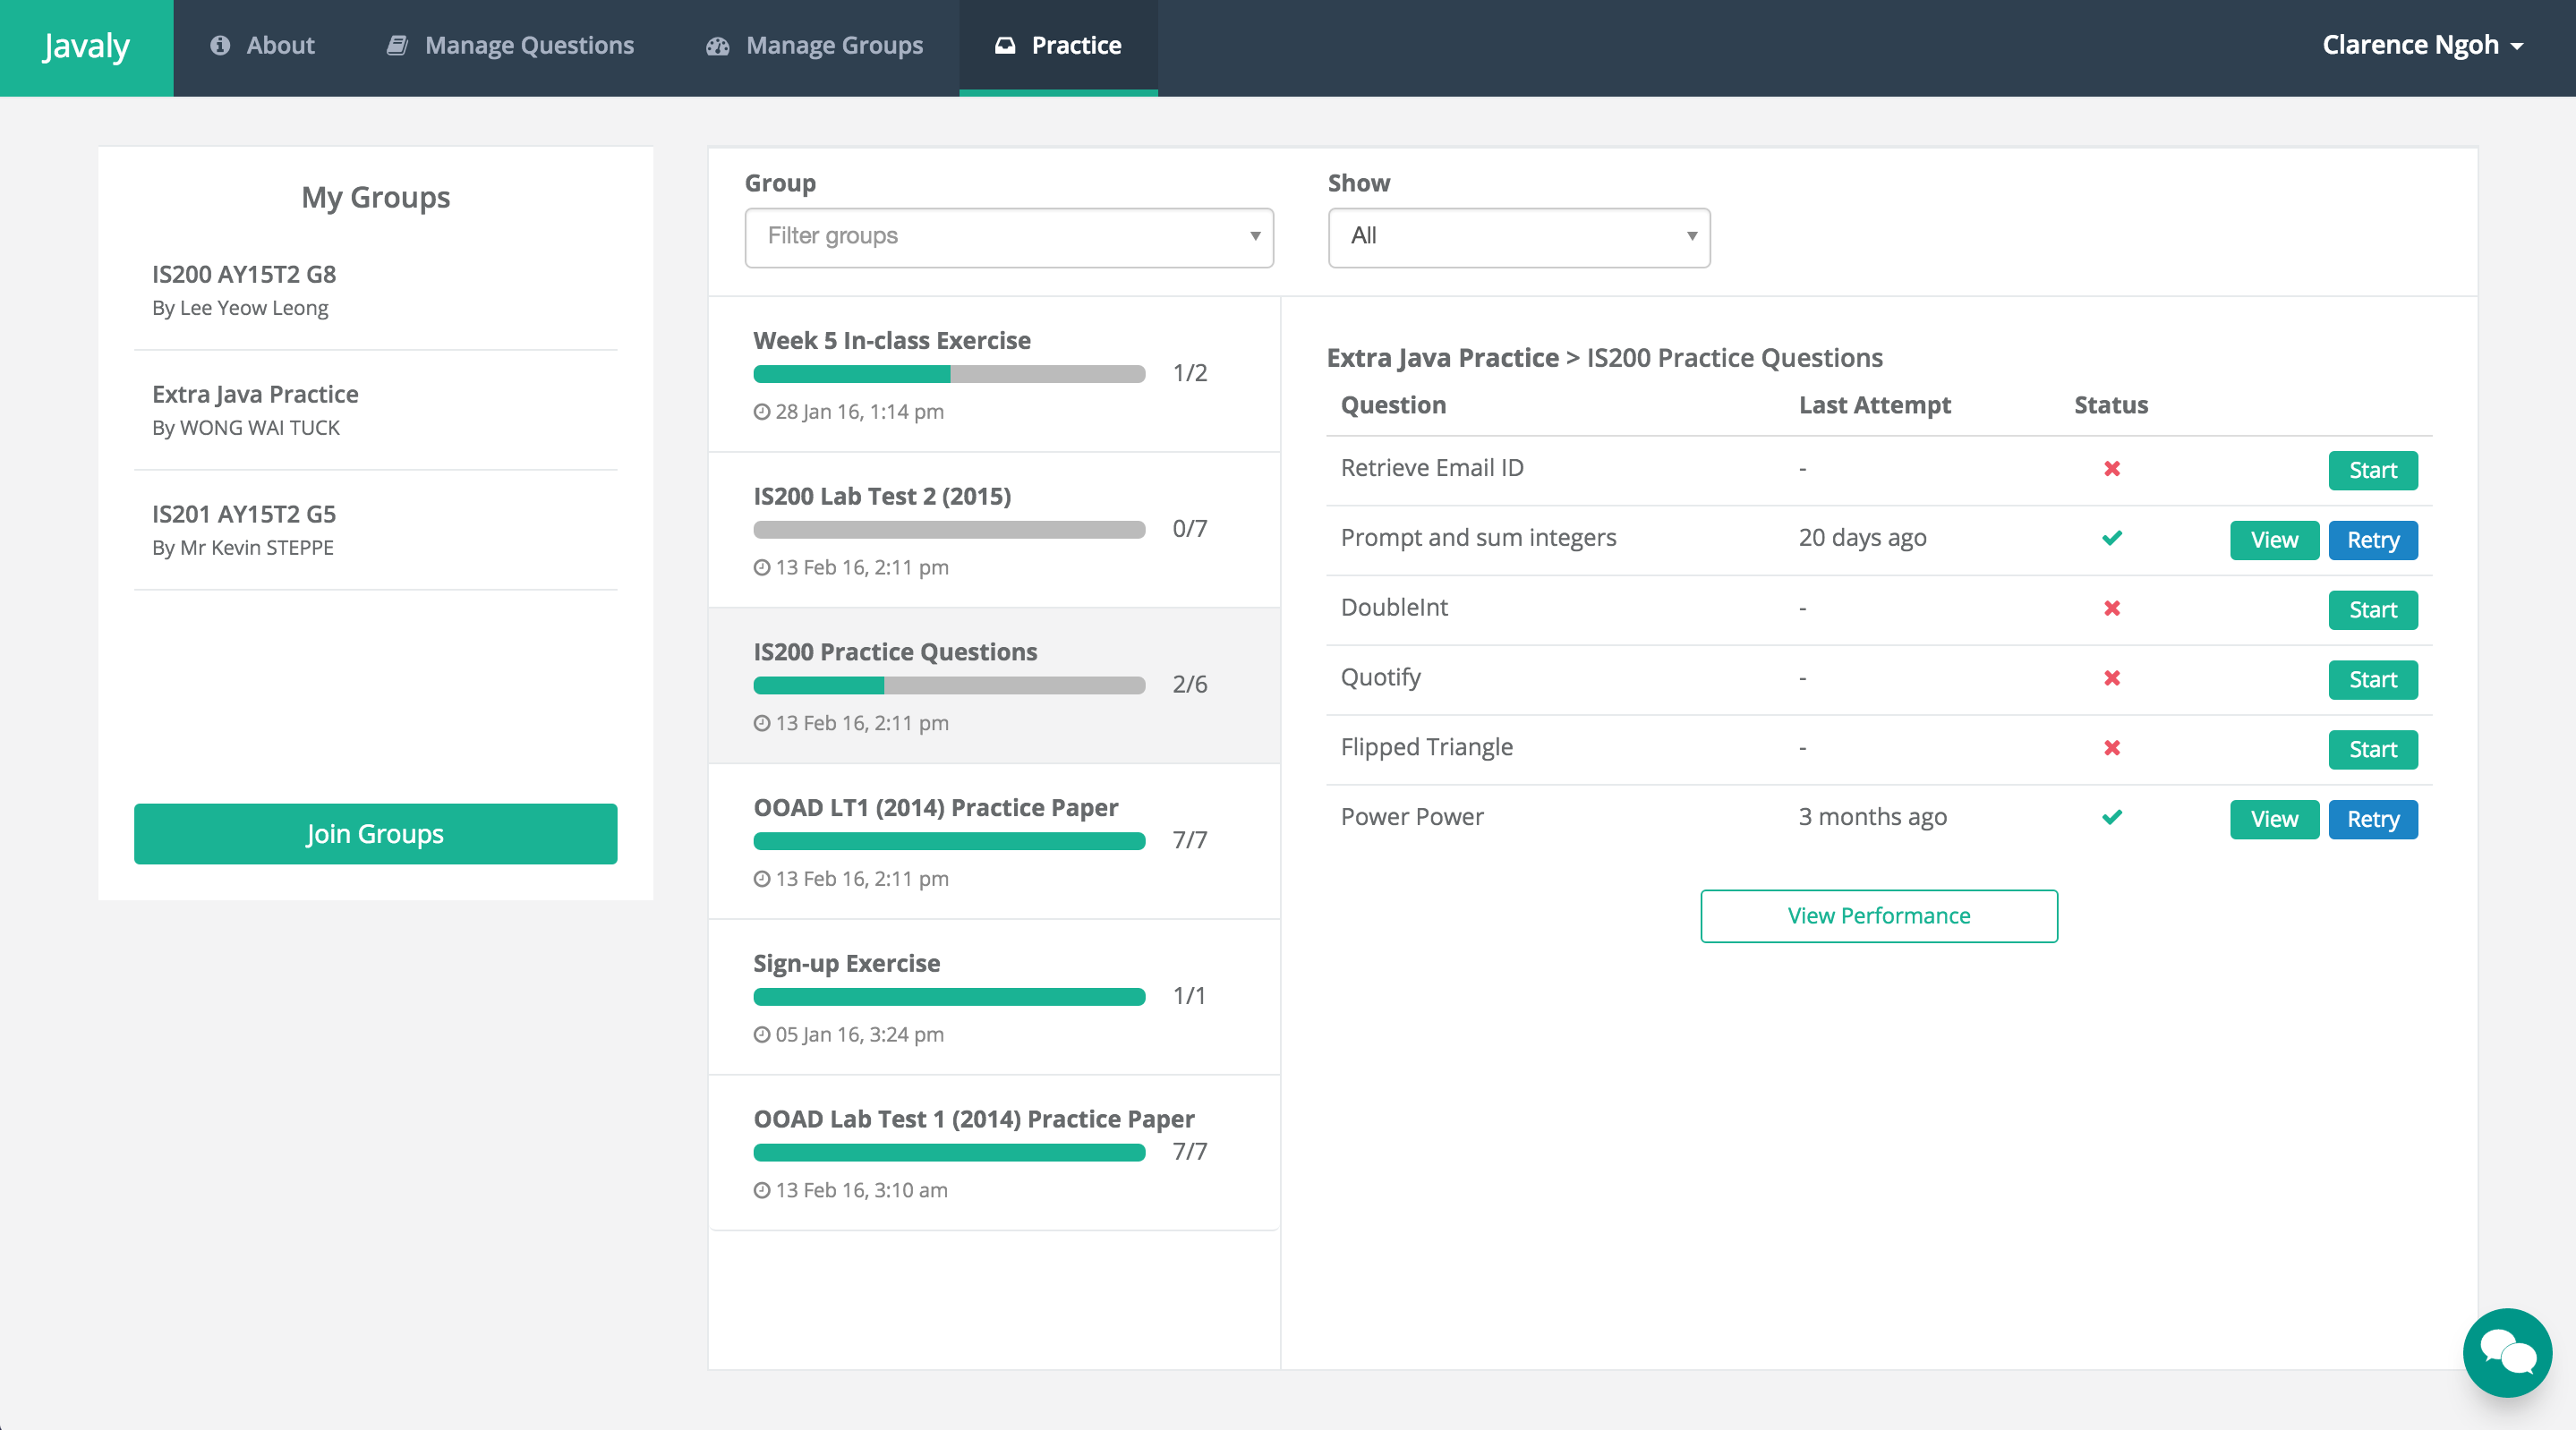 Javaly
About
Manage Questions
Manage Groups
Practice
Clarence Ngoh
My Groups
IS200 AY15T2 G8
By Lee Yeow Leong
Extra Java Practice
By WONG WAI TUCK
IS201 AY15T2 G5
By Mr Kevin STEPPE
Join Groups
Group
Show
Filter groups
All
Week 5 In-class Exercise
1/2
28 Jan 16, 1:14 pm
IS200 Lab Test 2 (2015)
0/7
13 Feb 16, 2:11 pm
IS200 Practice Questions
2/6
13 Feb 16, 2:11 pm
OOAD LT1 (2014) Practice Paper
7/7
13 Feb 16, 2:11 pm
Sign-up Exercise
1/1
05 Jan 16, 3:24 pm
OOAD Lab Test 1 (2014) Practice Paper
7/7
13 Feb 16, 3:10 am
Extra Java Practice > IS200 Practice Questions
Question Last Attempt Status
Retrieve Email ID - Start
Prompt and sum integers 20 days ago View Retry
DoubleInt - Start
Quotify - Start
Flipped Triangle - Start
Power Power 3 months ago View Retry
View Performance